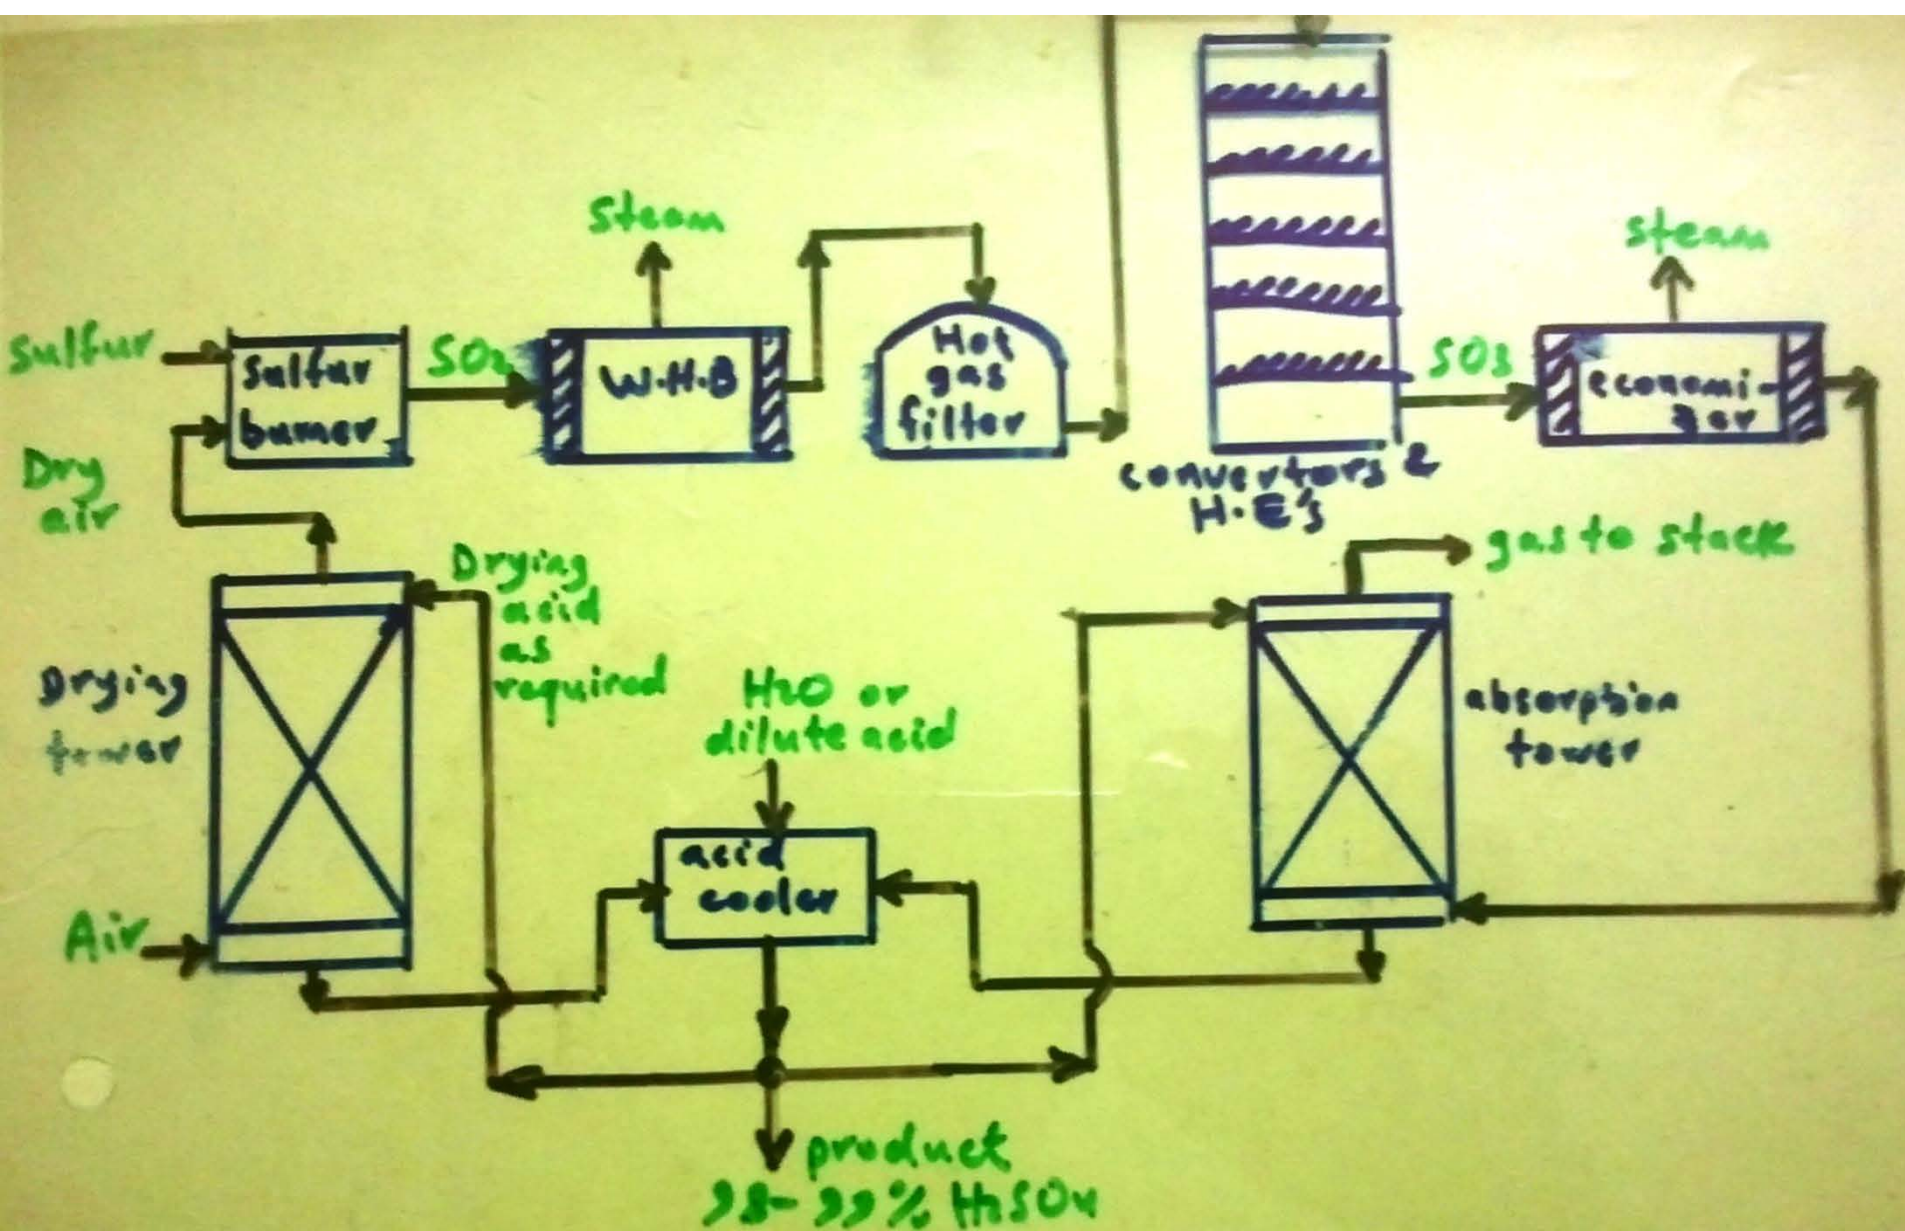 steam
steam
Sulfur
Sulfur
burner
SO2
W.H.B
Hot
gas
filter
SO3
economi-
zer
Dry
air
convertors &
H.E's
gas to stack
Drying
acid
as
required
Drying
tower
H2O or
dilute acid
absorption
tower
acid
cooler
Air
product
98-99% H2SO4